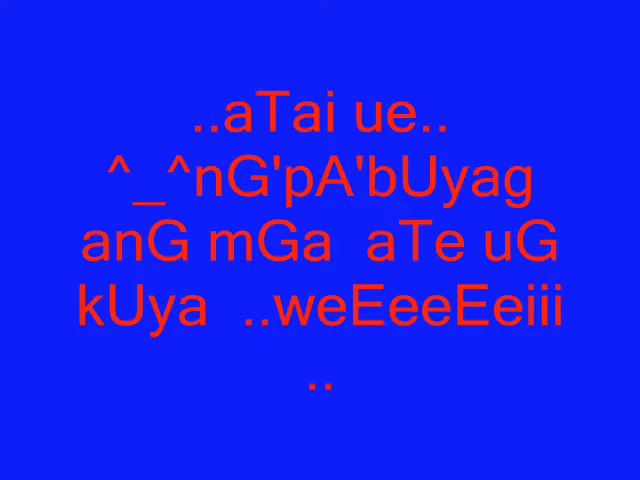 ..aTai ue..
^_^nG'pA'bUyag
anG mGa  aTe uG
kUya  ..weEeeEeiii
..